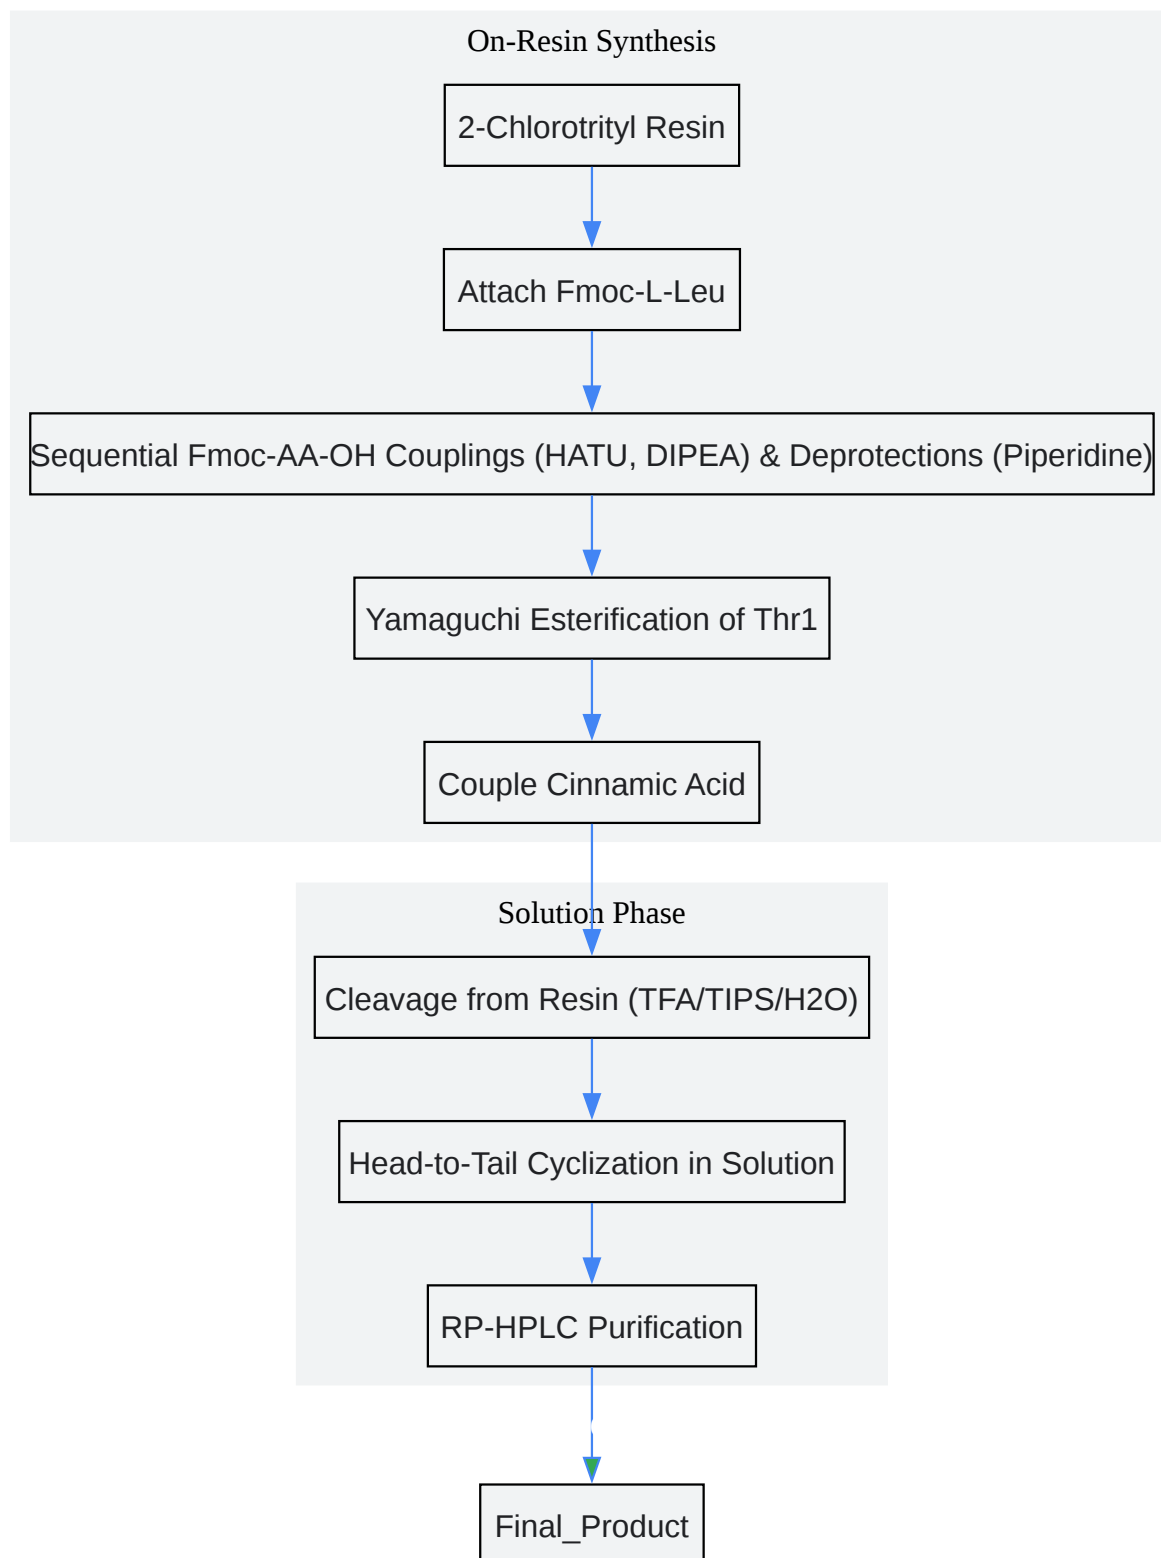 On-Resin Synthesis
2-Chlorotrityl Resin
Attach Fmoc-L-Leu
Sequential Fmoc-AA-OH Couplings (HATU, DIPEA) & Deprotections (Piperidine)
Yamaguchi Esterification of Thr1
Couple Cinnamic Acid
Solution Phase
Cleavage from Resin (TFA/TIPS/H2O)
Head-to-Tail Cyclization in Solution
RP-HPLC Purification
Final_Product